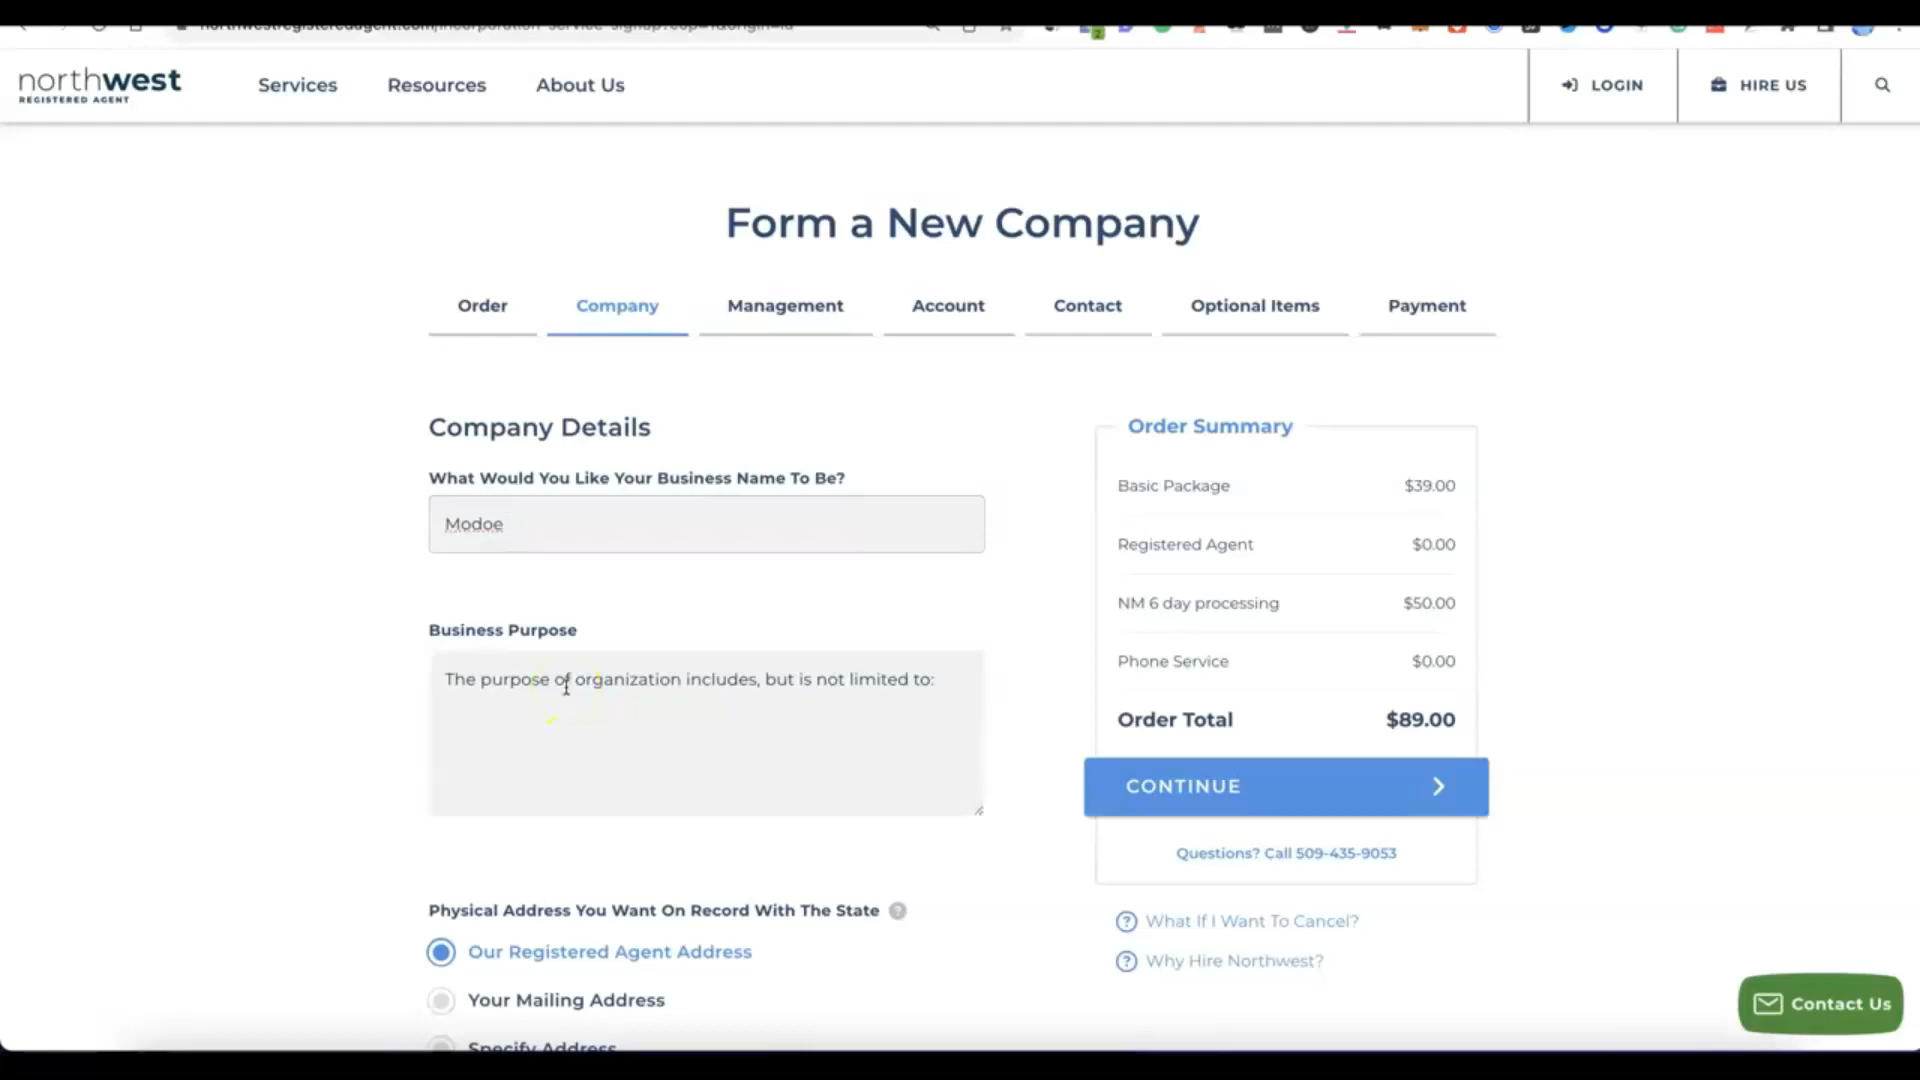 northwest
REGISTERED AGENT
Services
Resources
About Us
LOGIN
HIRE US
Form a New Company
Order
Company
Management
Account
Contact
Optional Items
Payment
Company Details
What Would You Like Your Business Name To Be?
Modoe
Business Purpose
The purpose of organization includes, but is not limited to:
Physical Address You Want On Record With The State
Our Registered Agent Address
Your Mailing Address
Specify Address
Order Summary
Basic Package $39.00
Registered Agent $0.00
NM 6 day processing $50.00
Phone Service $0.00
Order Total $89.00
CONTINUE
Questions? Call 509-435-9053
What If I Want To Cancel?
Why Hire Northwest?
Contact Us